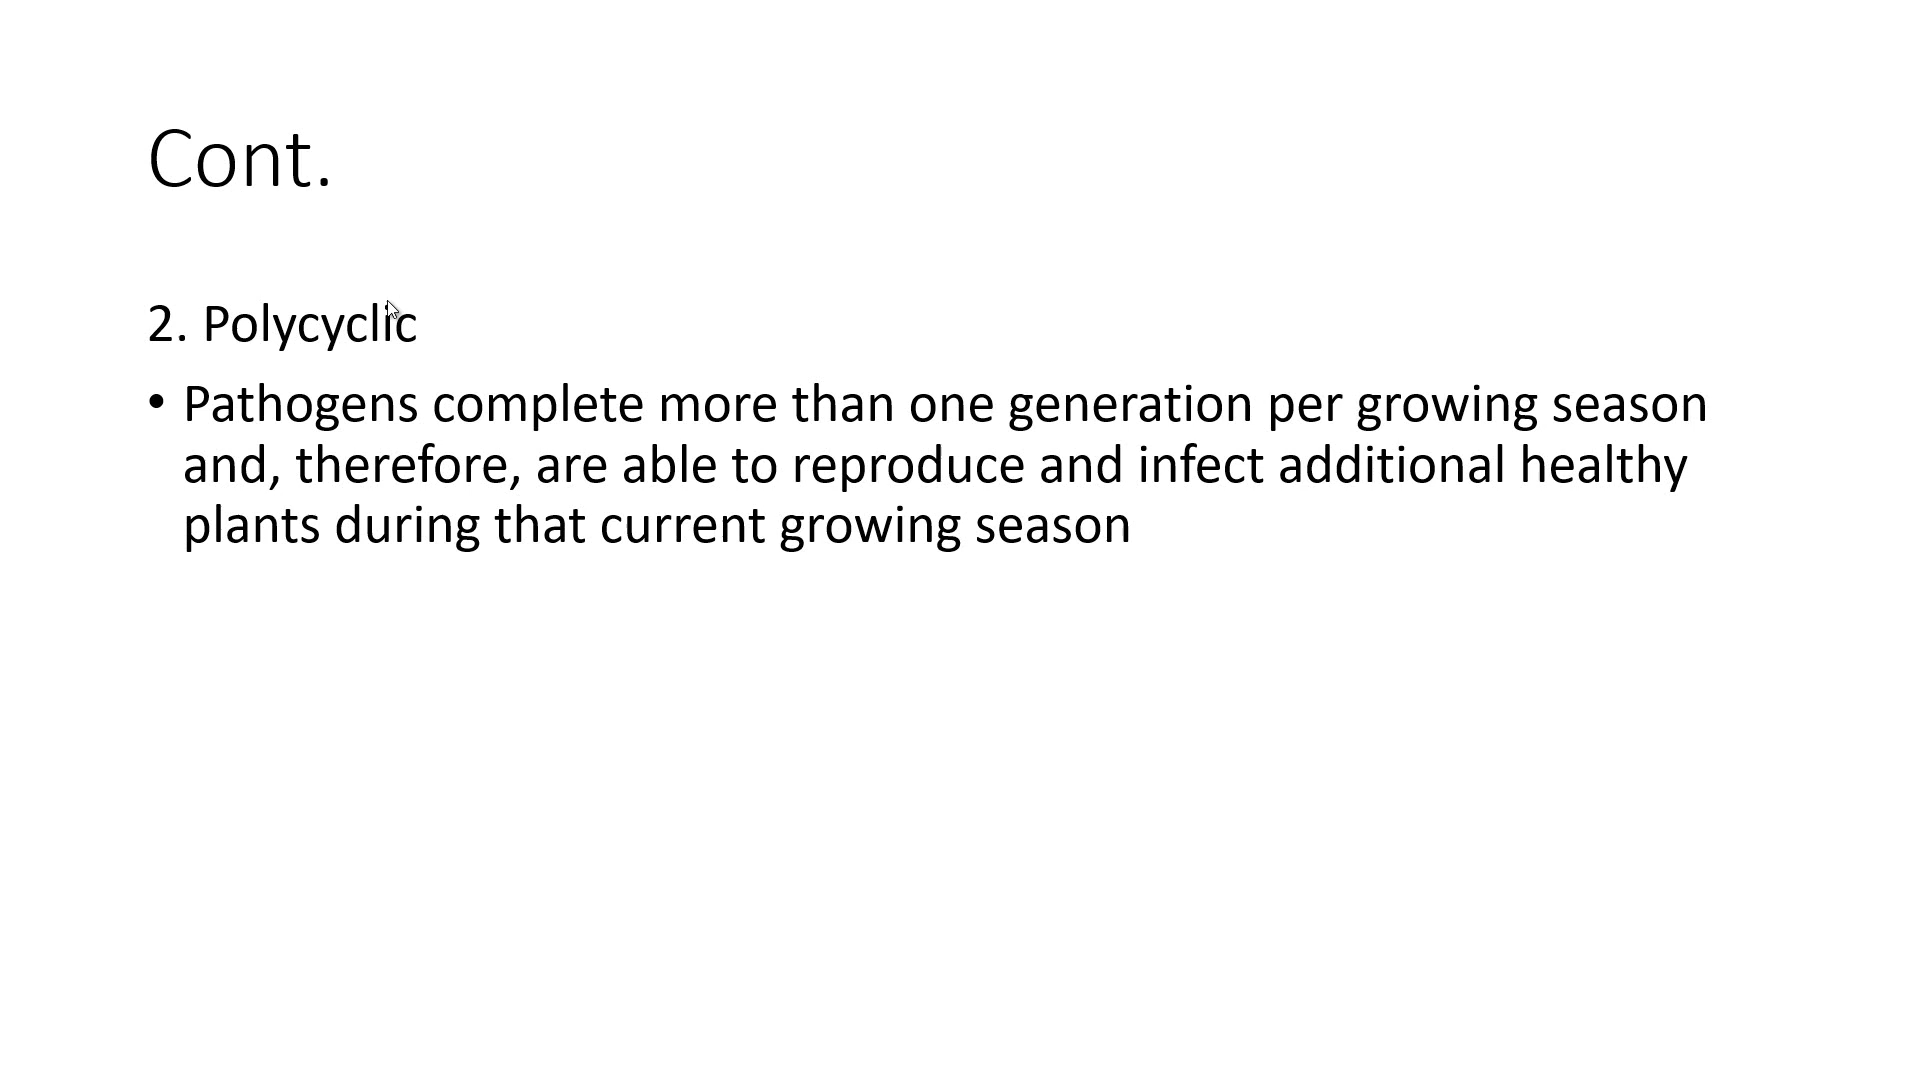 Cont.
2. Polycyclic
• Pathogens complete more than one generation per growing season
and, therefore, are able to reproduce and infect additional healthy
plants during that current growing season